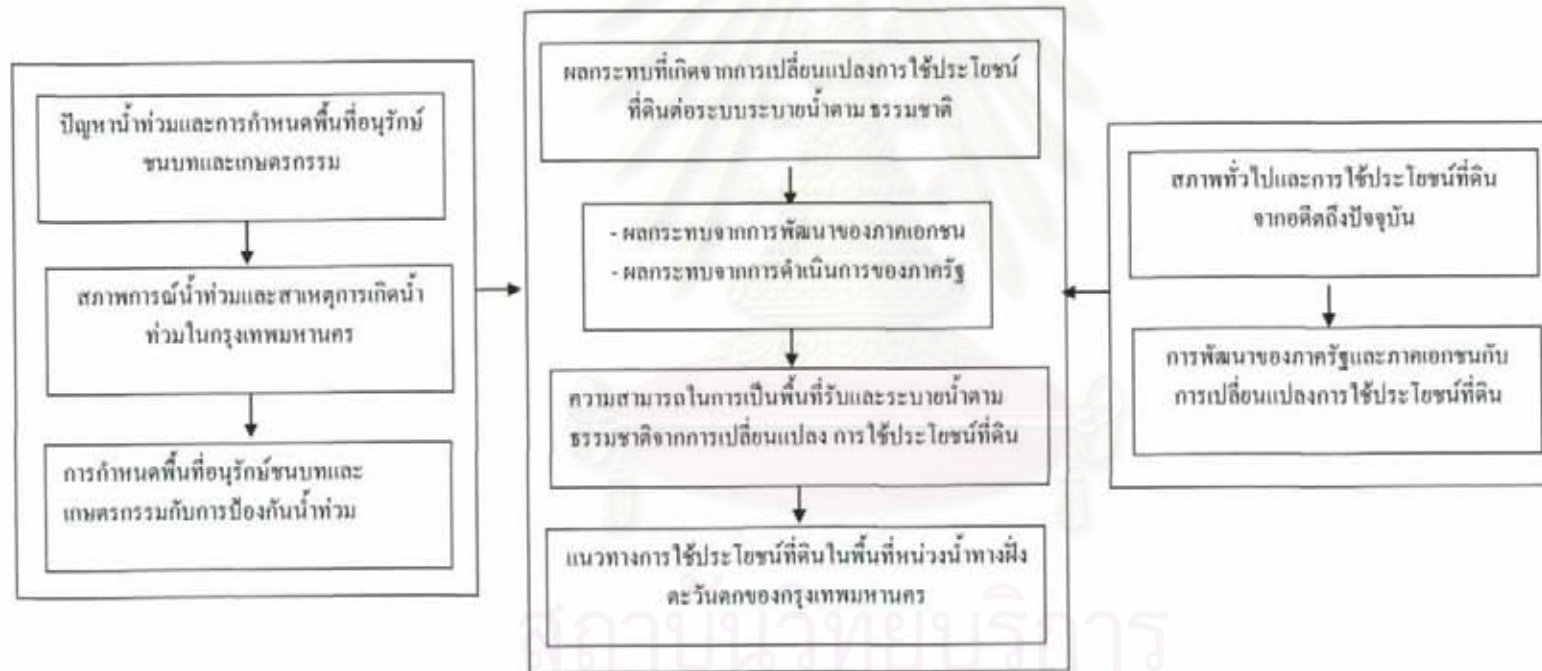 ปัญหาน้ำท่วมและการกำหนดพื้นที่อนุรักษ์
ชนบทและเกษตรกรรม
สภาพการณ์น้ำท่วมและสาเหตุการเกิดน้ำ
ท่วมในกรุงเทพมหานคร
การกำหนดพื้นที่อนุรักษ์ชนบทและ
เกษตรกรรมกับการป้องกันน้ำท่วม
ผลกระทบที่เกิดจากการเปลี่ยนแปลงการใช้ประโยชน์
ที่ดินต่อระบบระบายน้ำตาม ธรรมชาติ
- ผลกระทบจากการพัฒนาของภาคเอกชน
- ผลกระทบจากการดำเนินการของภาครัฐ
ความสามารถในการเป็นพื้นที่รับและระบายน้ำตาม
ธรรมชาติจากการเปลี่ยนแปลง การใช้ประโยชน์ที่ดิน
แนวทางการใช้ประโยชน์ที่ดินในพื้นที่หน่วงน้ำทางฝั่ง
ตะวันตกของกรุงเทพมหานคร
สภาพทั่วไปและการใช้ประโยชน์ที่ดิน
จากอดีตถึงปัจจุบัน
การพัฒนาของภาครัฐและภาคเอกชนกับ
การเปลี่ยนแปลงการใช้ประโยชน์ที่ดิน
สถาบันวิทยบริการ